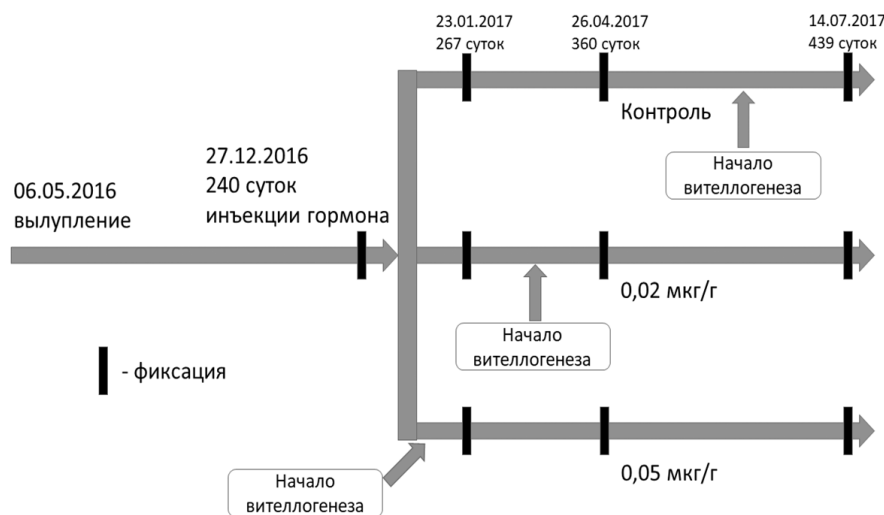 23.01.2017
267 суток
26.04.2017
360 суток
14.07.2017
439 суток
Контроль
Начало
вителлогенеза
27.12.2016
240 суток
инъекции гормона
06.05.2016
вылупление
0,02 мкг/г
Начало
вителлогенеза
- фиксация
0,05 мкг/г
Начало
вителлогенеза